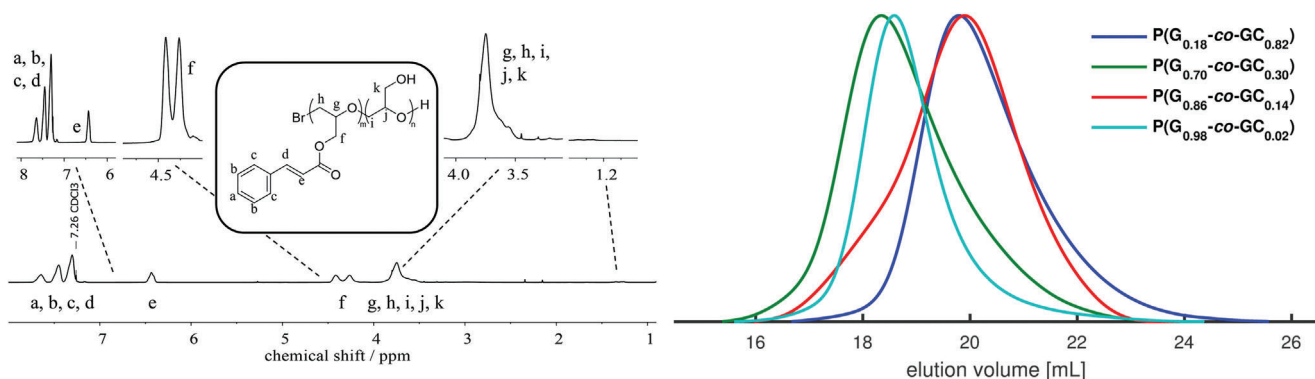 a, b,
c, d
e
f
8 7 6
4.5
g, h, i,
j, k
4.0 3.5
1.2
OH
k
h g O H
Br m i j O n
f
O
c d
b
a e O
c
b
7.26 CDCl3
a, b, c, d e f g, h, i, j, k
7 6 5 4 3 2 1
chemical shift / ppm
P(G0.18-co-GC0.82)
P(G0.70-co-GC0.30)
P(G0.86-co-GC0.14)
P(G0.98-co-GC0.02)
16 18 20 22 24 26
elution volume [mL]